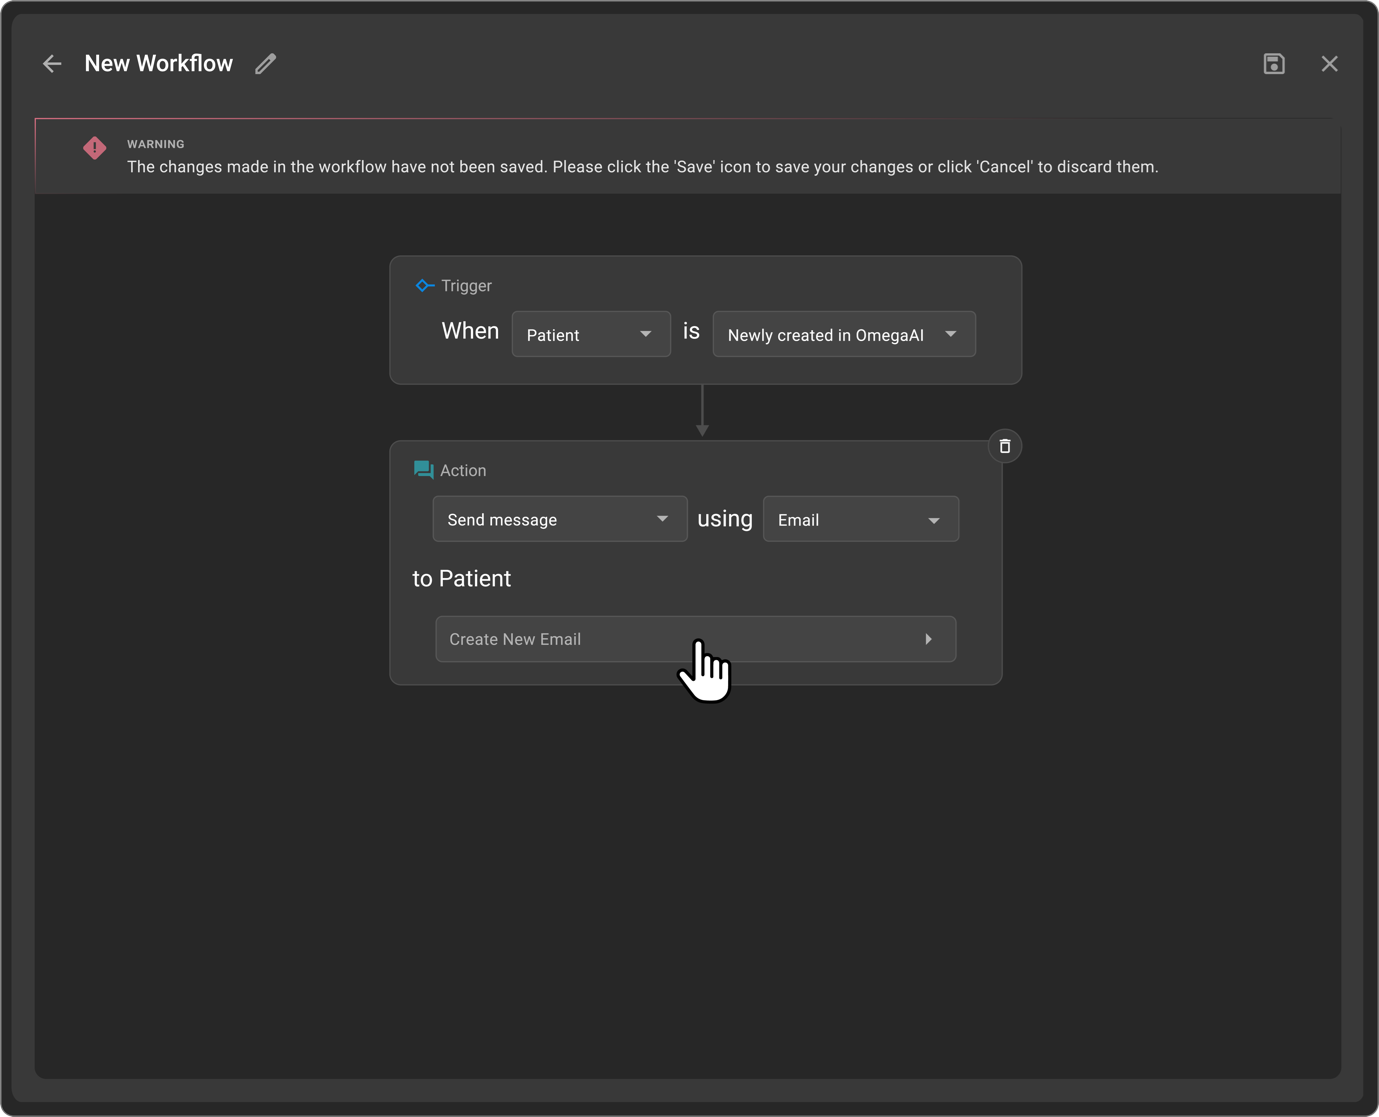 New Workflow
WARNING
The changes made in the workflow have not been saved. Please click the 'Save' icon to save your changes or click 'Cancel' to discard them.
Trigger
When Patient is Newly created in OmegaAI
Action
Send message using Email
to Patient
Create New Email